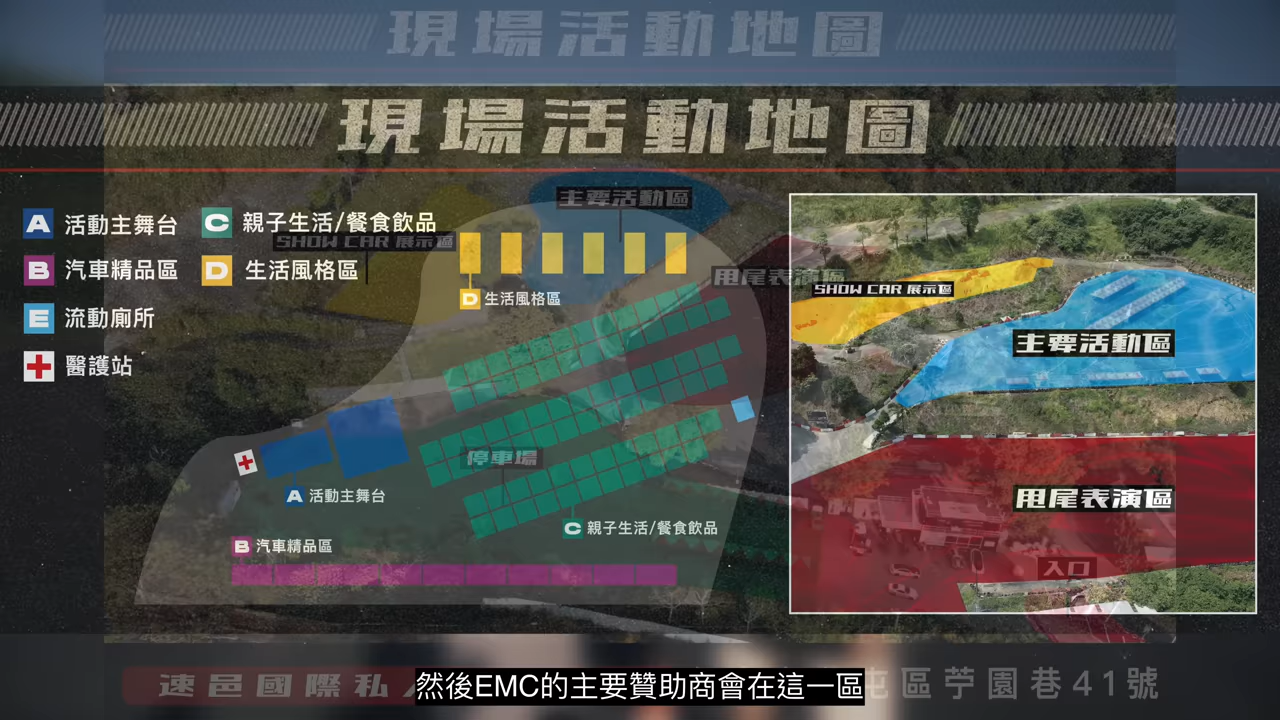 現場活動地圖
現場活動地圖
A 活動主舞台
C 親子生活/餐食飲品
B 汽車精品區
D 生活風格區
E 流動廁所
醫護站
主要活動區
SHOW CAR 展示區
甩尾表演區
D 生活風格區
停車場
A 活動主舞台
C 親子生活/餐食飲品
B 汽車精品區
SHOW CAR 展示區
主要活動區
甩尾表演區
入口
速邑國際私
屯區苧園巷41號
然後EMC的主要贊助商會在這一區